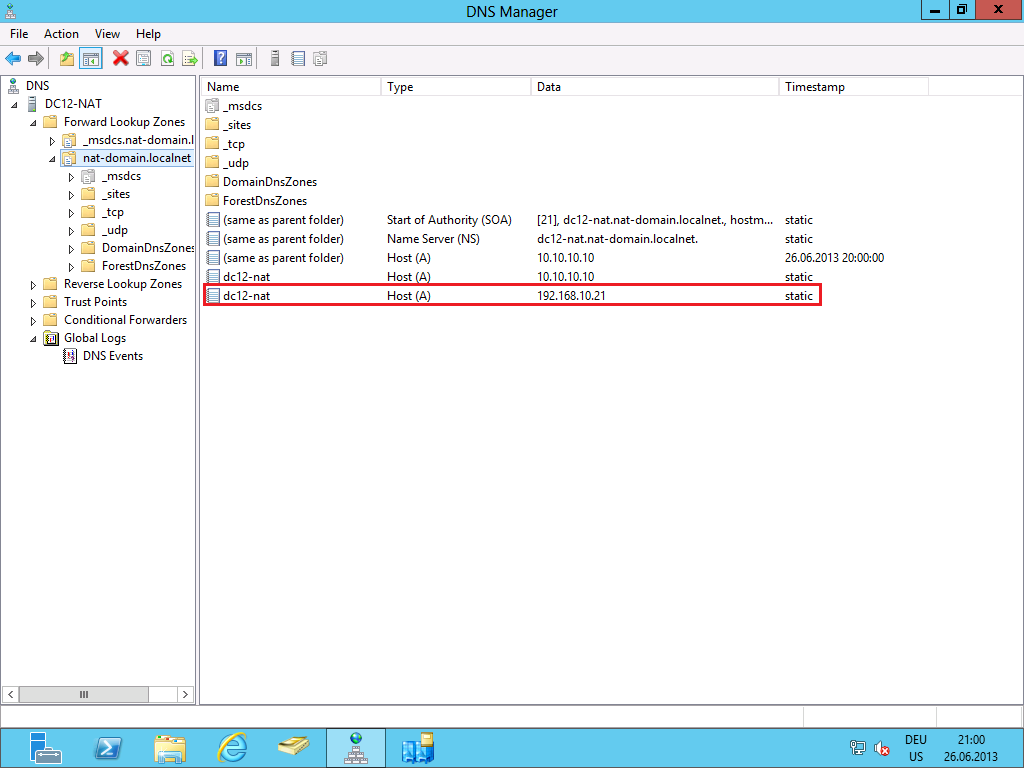 DNS Manager
File Action View Help
DNS
DC12-NAT
Forward Lookup Zones
_msdcs.nat-domain.l
nat-domain.localnet
_msdcs
_sites
_tcp
_udp
DomainDnsZones
ForestDnsZones
Reverse Lookup Zones
Trust Points
Conditional Forwarders
Global Logs
DNS Events
Name Type Data Timestamp
_msdcs
_sites
_tcp
_udp
DomainDnsZones
ForestDnsZones
(same as parent folder) Start of Authority (SOA) [21], dc12-nat.nat-domain.localnet., hostm... static
(same as parent folder) Name Server (NS) dc12-nat.nat-domain.localnet. static
(same as parent folder) Host (A) 10.10.10.10 26.06.2013 20:00:00
dc12-nat Host (A) 10.10.10.10 static
dc12-nat Host (A) 192.168.10.21 static
DEU 21:00
US 26.06.2013